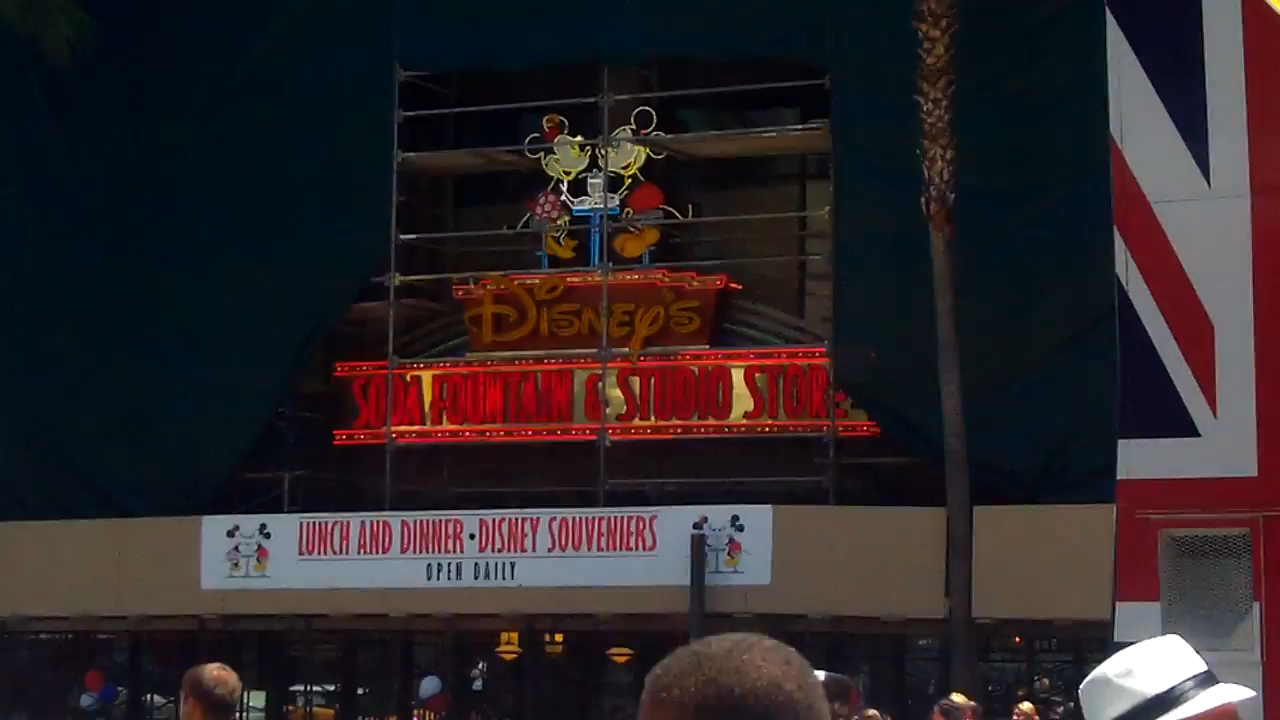 DISNEY'S
SODA FOUNTAIN & STUDIO STORE
LUNCH AND DINNER • DISNEY SOUVENIERS
OPEN DAILY